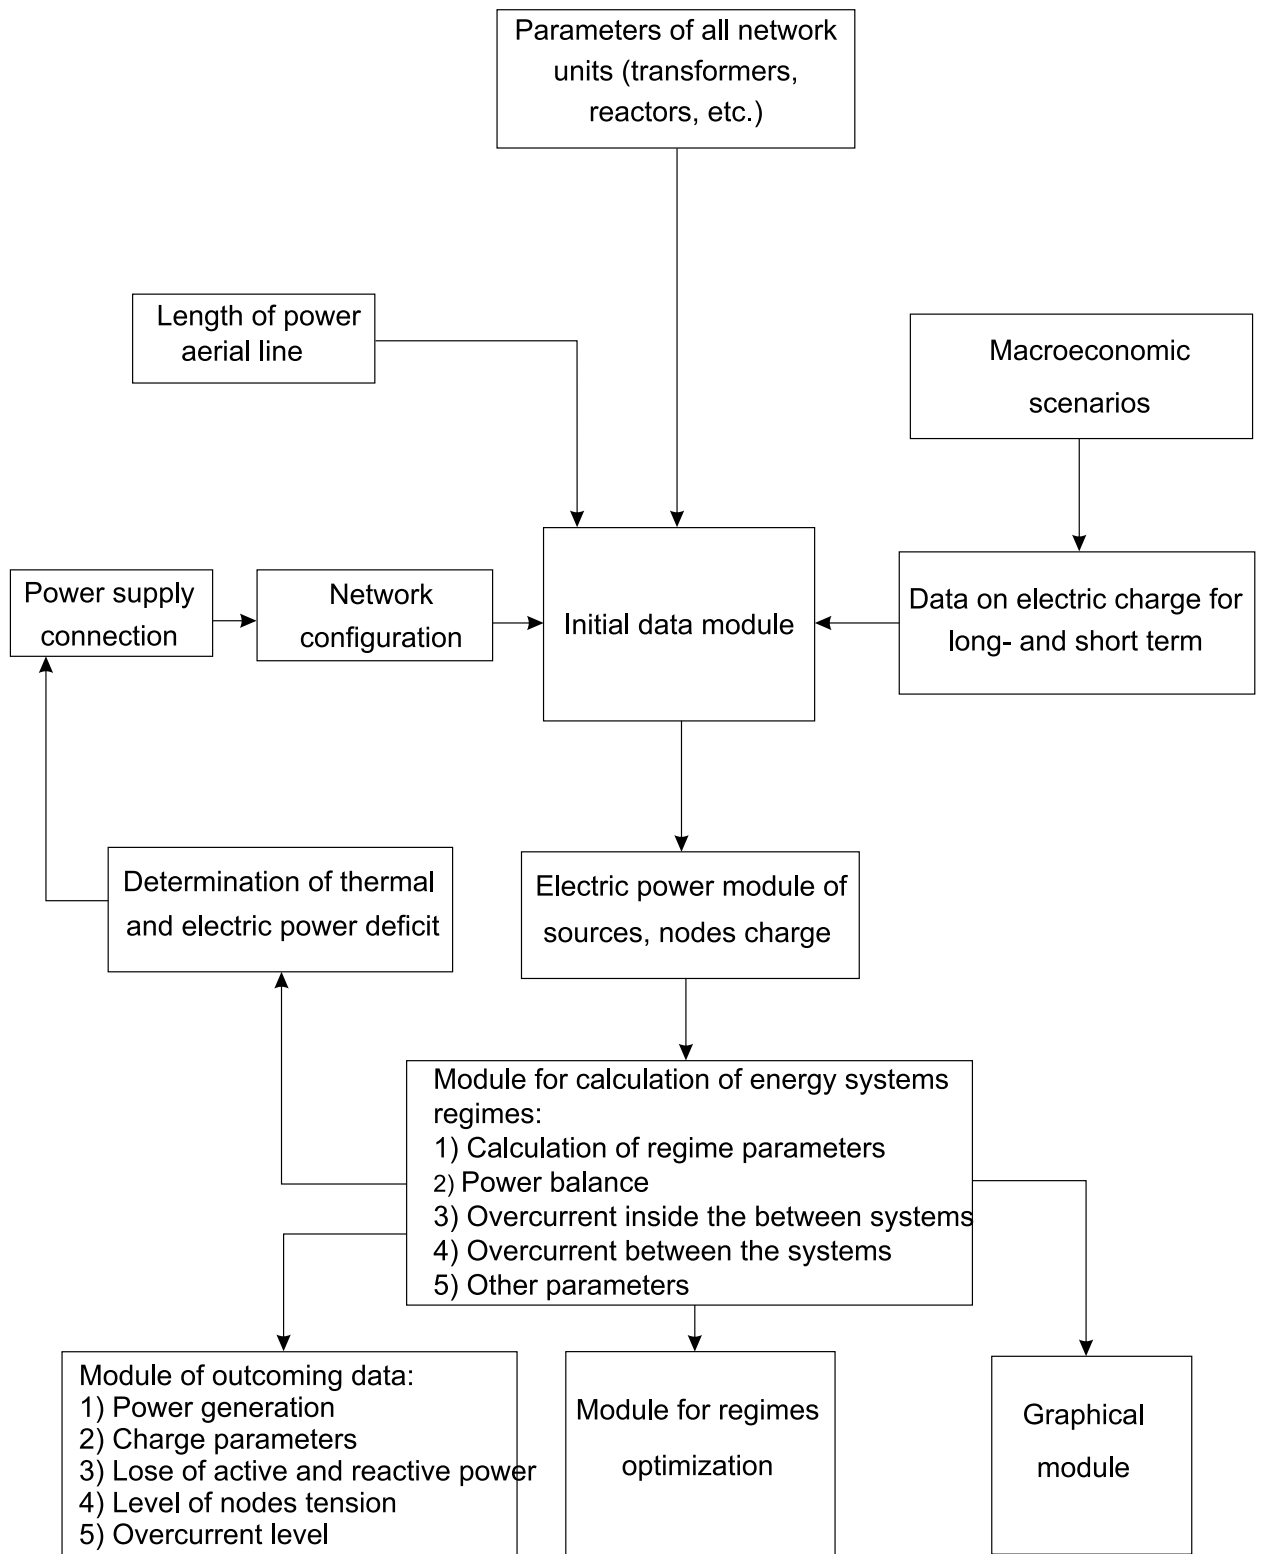 Parameters of all network
units (transformers,
reactors, etc.)
Length of power
aerial line
Macroeconomic
scenarios
Power supply
connection
Network
configuration
Initial data module
Data on electric charge for
long- and short term
Determination of thermal
and electric power deficit
Electric power module of
sources, nodes charge
Module for calculation of energy systems
regimes:
1) Calculation of regime parameters
2) Power balance
3) Overcurrent inside the between systems
4) Overcurrent between the systems
5) Other parameters
Module of outcoming data:
1) Power generation
2) Charge parameters
3) Lose of active and reactive power
4) Level of nodes tension
5) Overcurrent level
Module for regimes
optimization
Graphical
module